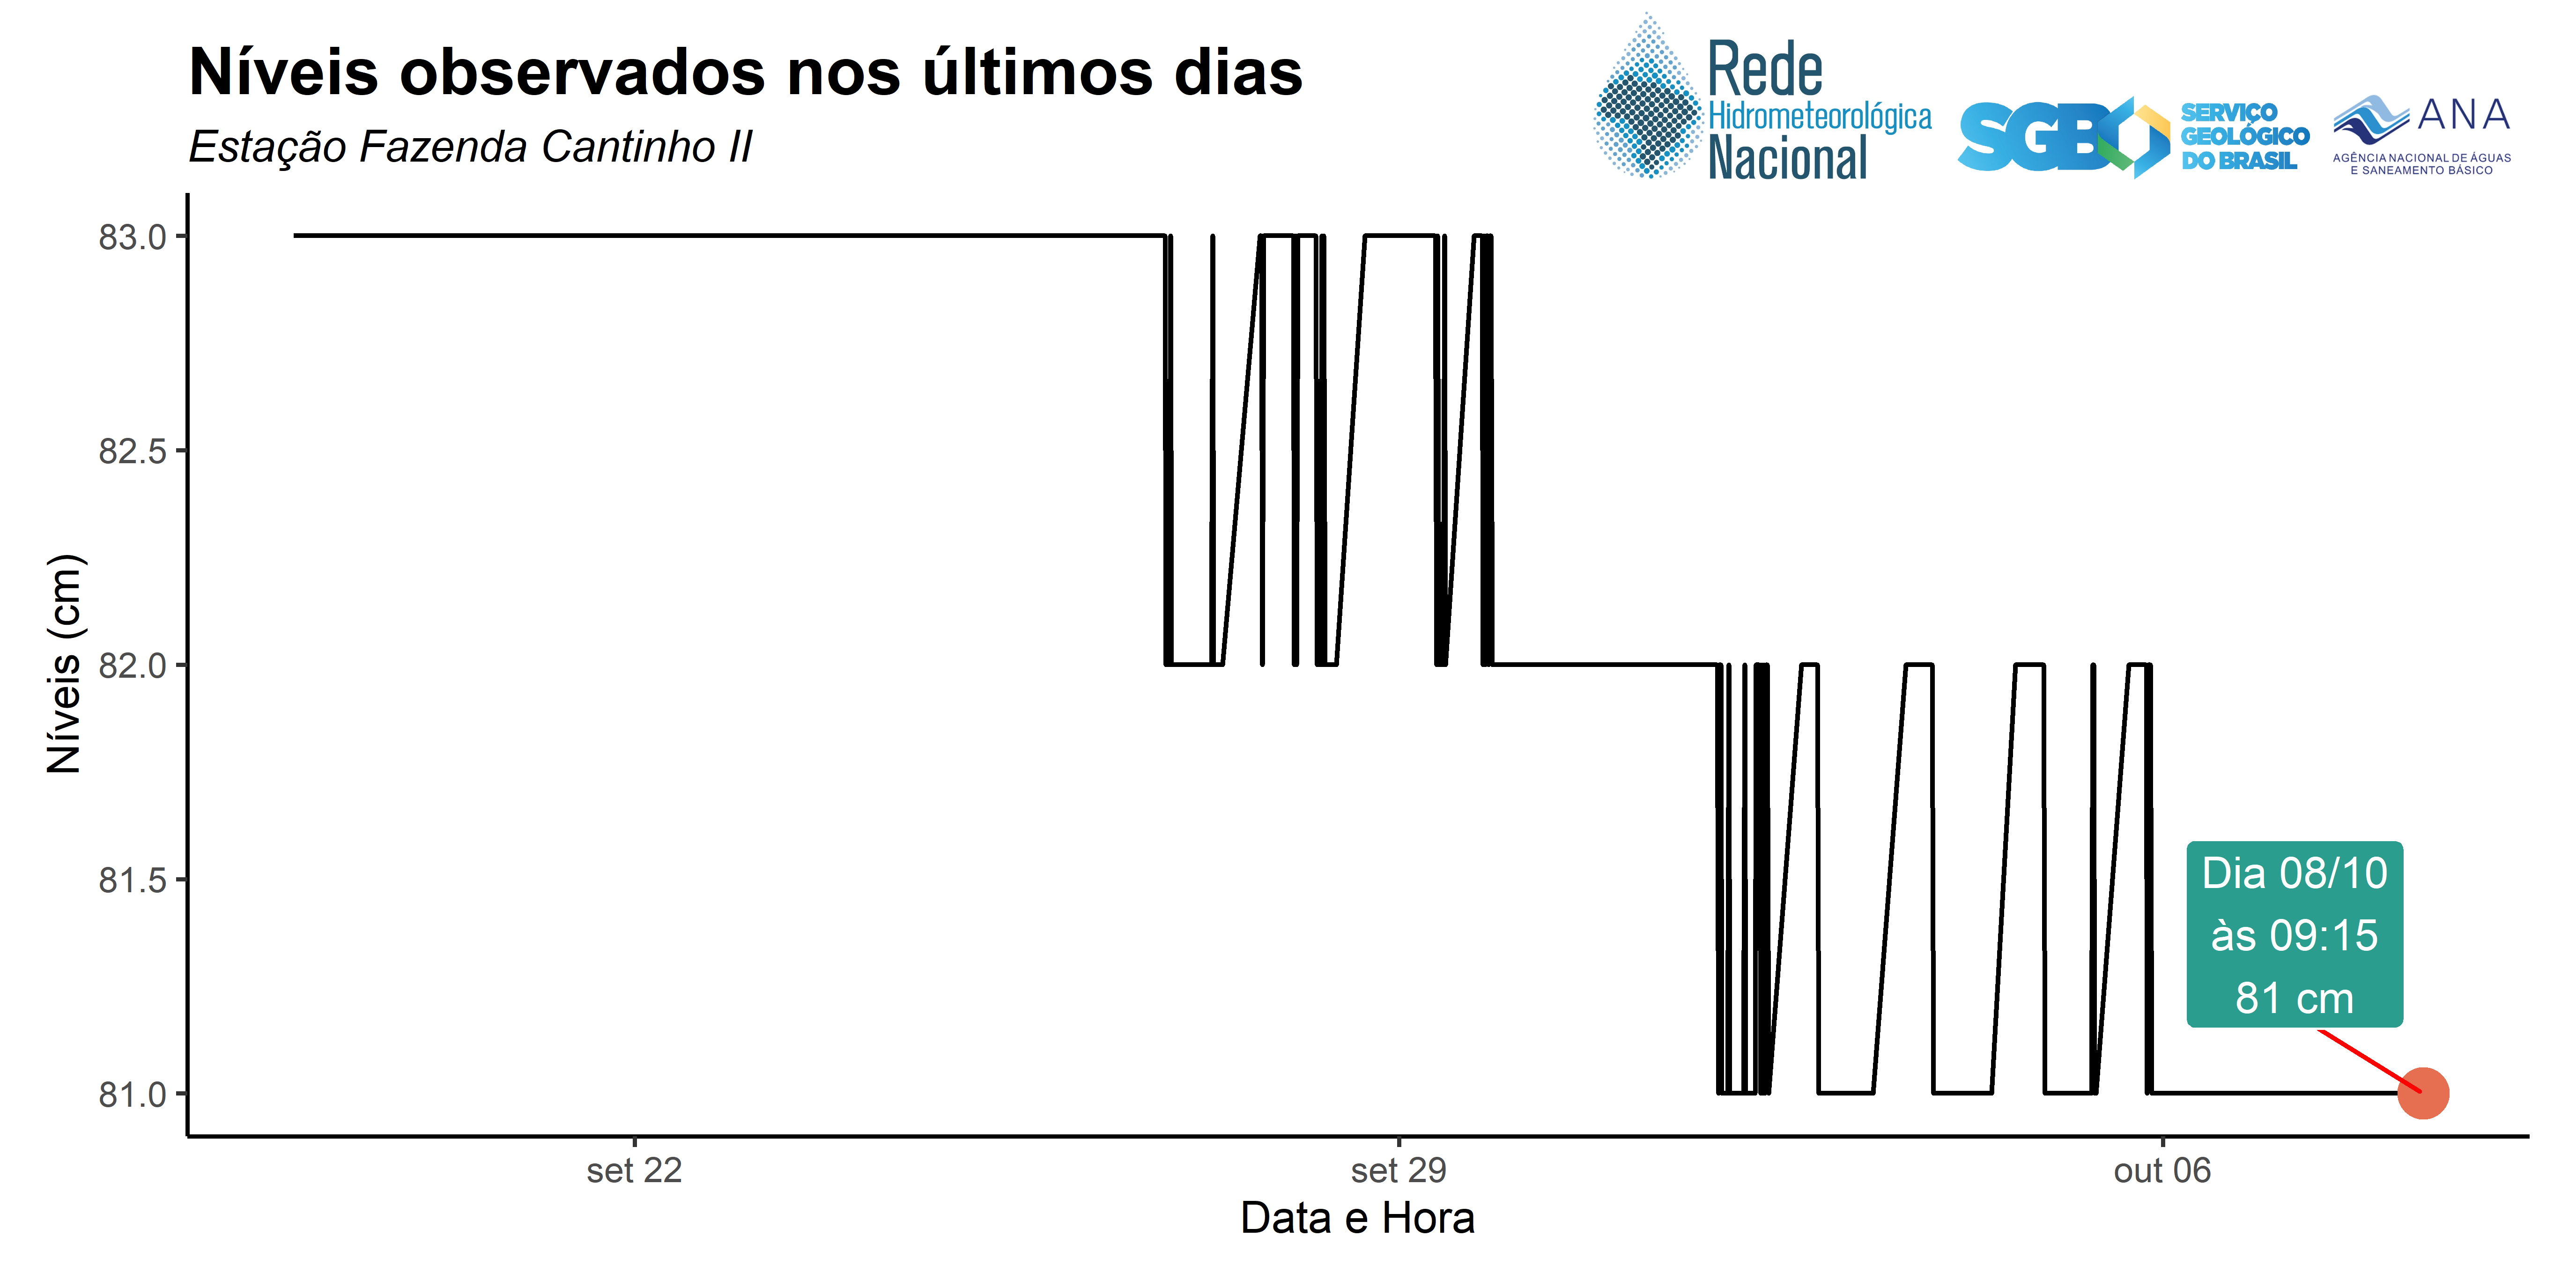 Níveis observados nos últimos dias
Estação Fazenda Cantinho II
Rede
Hidrometeorológica
Nacional
SGB
SERVIÇO
GEOLÓGICO
DO BRASIL
ANA
AGÊNCIA NACIONAL DE ÁGUAS
E SANEAMENTO BÁSICO
Níveis (cm)
83.0
82.5
82.0
81.5
81.0
Dia 08/10
às 09:15
81 cm
set 22
set 29
out 06
Data e Hora